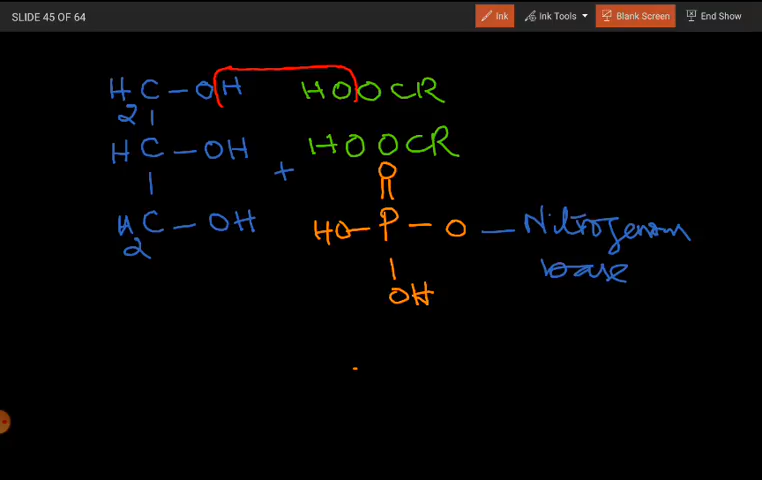 SLIDE 45 OF 64 Ink Ink Tools Blank Screen End Show
H2C - OH HOOCR
HC - OH + HOOCR
O
H2C - OH HO - P - O - Nitrogenous
base
OH